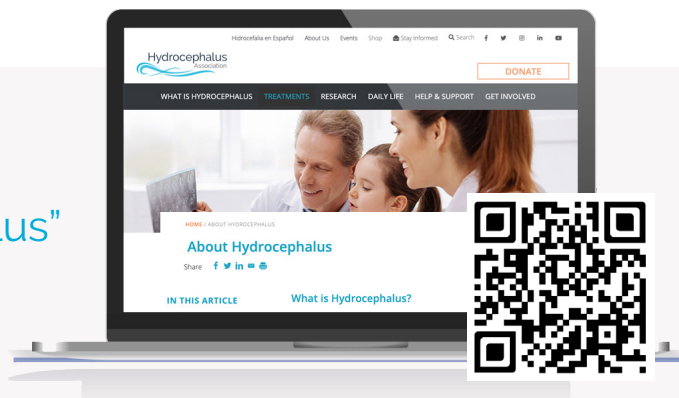 Hidrocefalia en Español About Us Events Shop Stay Informed Search
Hydrocephalus
Association
DONATE
WHAT IS HYDROCEPHALUS TREATMENTS RESEARCH DAILY LIFE HELP & SUPPORT GET INVOLVED
lus”
HOME / ABOUT HYDROCEPHALUS
About Hydrocephalus
Share
IN THIS ARTICLE What is Hydrocephalus?